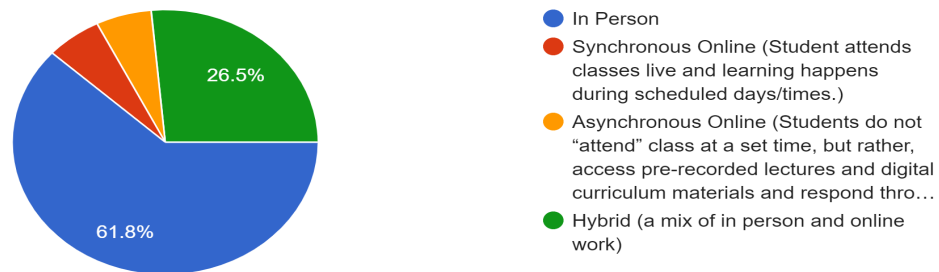 26.5%
61.8%
In Person
Synchronous Online (Student attends
classes live and learning happens
during scheduled days/times.)
Asynchronous Online (Students do not
“attend” class at a set time, but rather,
access pre-recorded lectures and digital
curriculum materials and respond thro…
Hybrid (a mix of in person and online
work)